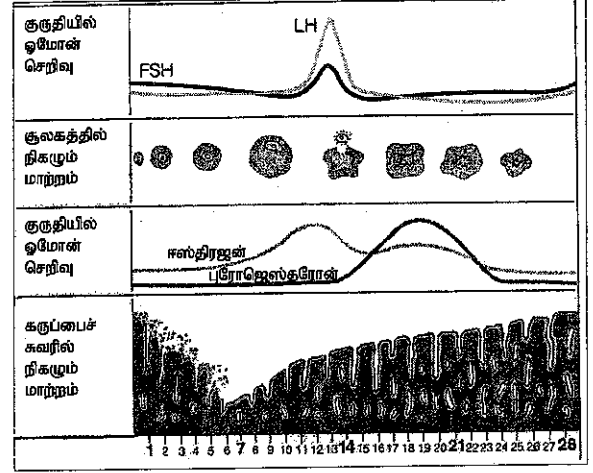 குருதியில்
ஓமோன்
செறிவு
LH
FSH
சூலகத்தில்
நிகழும்
மாற்றம்
குருதியில்
ஓமோன்
செறிவு
ஈஸ்திரஜன்
புரோஜெஸ்தரோன்
கருப்பைச்
சுவரில்
நிகழும்
மாற்றம்
1 2 3 4 5 6 7 8 9 10 11 12 13 14 15 16 17 18 19 20 21 22 23 24 25 26 27 28